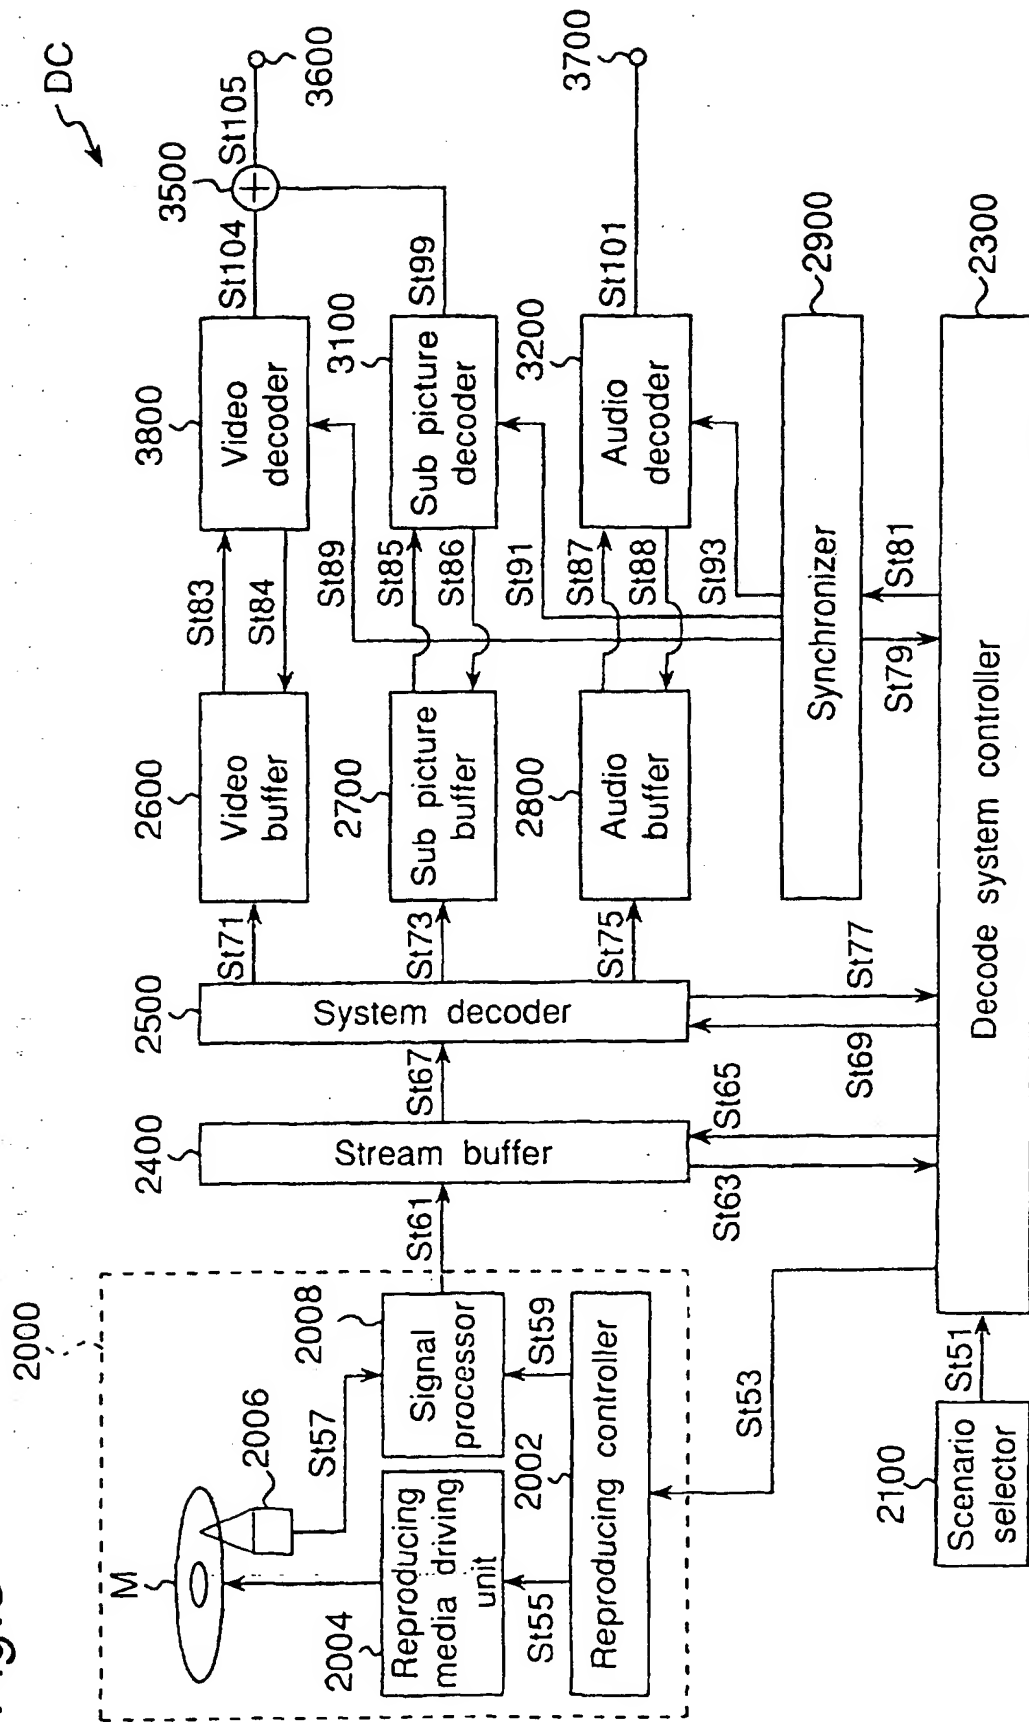 DC
2000
M
2006
St57
2004
Reproducing
media driving
unit
2008
Signal
processor
St55
2002
St59
Reproducing controller
St53
2100
Scenario
selector
St51
St61
2400
Stream buffer
St63
St65
St67
2500
System decoder
St69
St77
St71
St73
St75
2600
Video
buffer
2700
Sub picture
buffer
2800
Audio
buffer
St83
St84
St89
St85
St86
St91
St87
St88
St93
3800
Video
decoder
3100
Sub picture
decoder
3200
Audio
decoder
St104
3500
St105
3600
St99
St101
3700
Synchronizer
2900
St79
St81
Decode system controller
2300